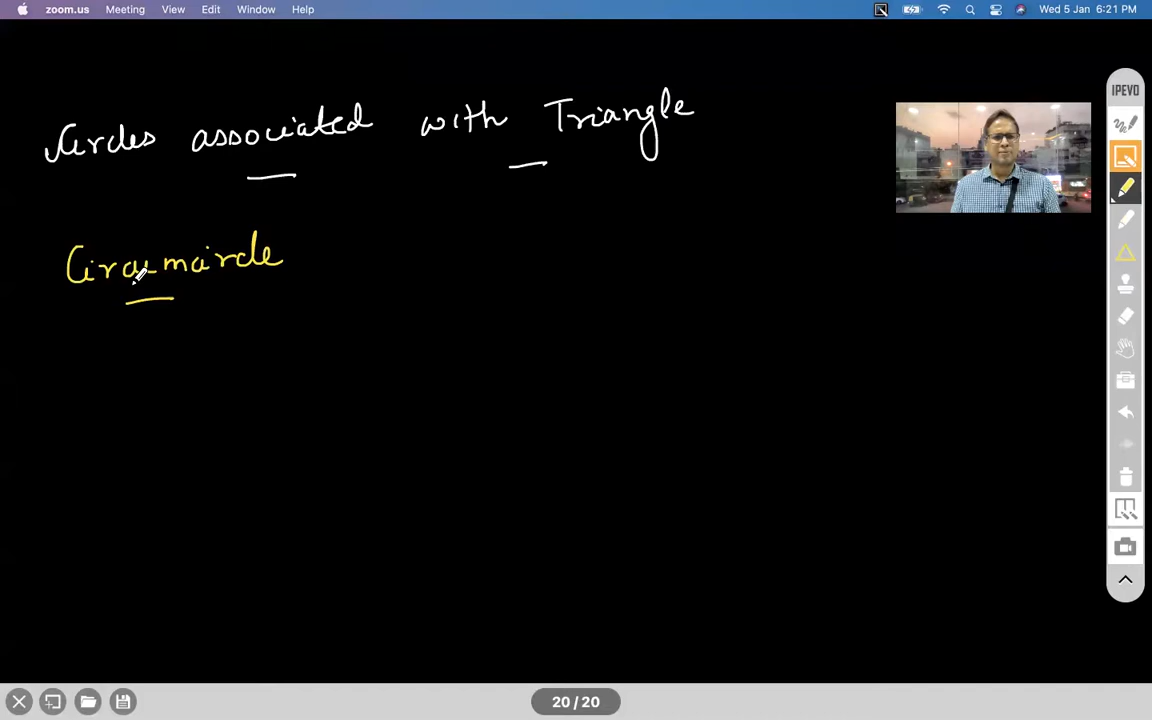 zoom.us Meeting View Edit Window Help Wed 5 Jan 6:21 PM
IPEVO
Circles associated with Triangle
Circumcircle
20/20